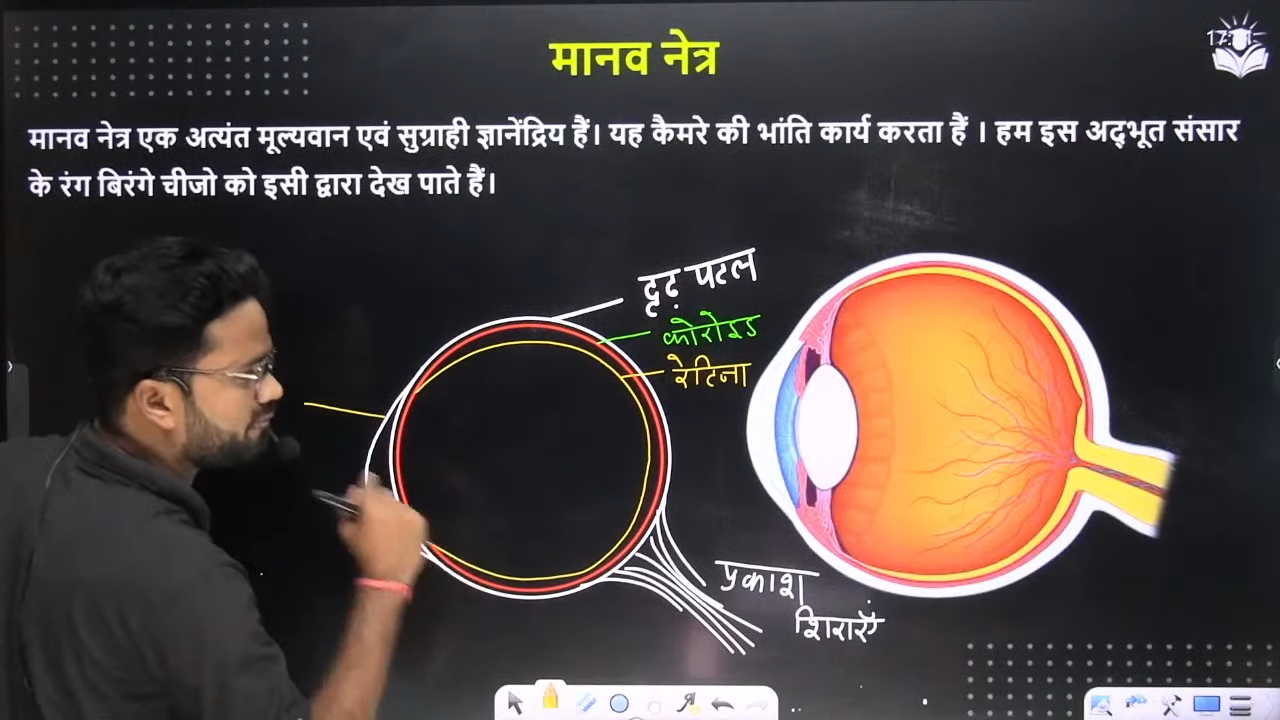 मानव नेत्र
मानव नेत्र एक अत्यंत मूल्यवान एवं सुग्राही ज्ञानेंद्रिय हैं। यह कैमरे की भांति कार्य करता हैं । हम इस अद्भूत संसार
के रंग बिरंगे चीजो को इसी द्वारा देख पाते हैं।
दृढ़ पटल
कोरोइड
रेटिना
प्रकाश
शिराएँ